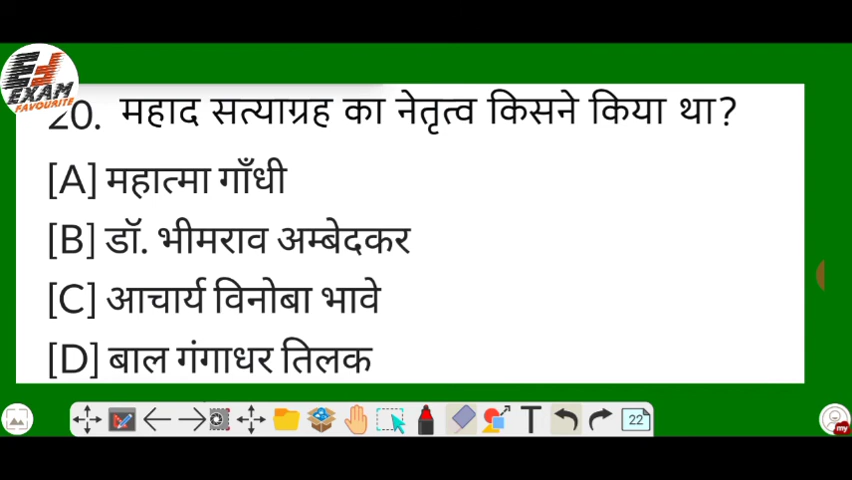 EXAM
FAVOURITE
20. महाद सत्याग्रह का नेतृत्व किसने किया था?
[A] महात्मा गाँधी
[B] डॉ. भीमराव अम्बेदकर
[C] आचार्य विनोबा भावे
[D] बाल गंगाधर तिलक
T
22
my